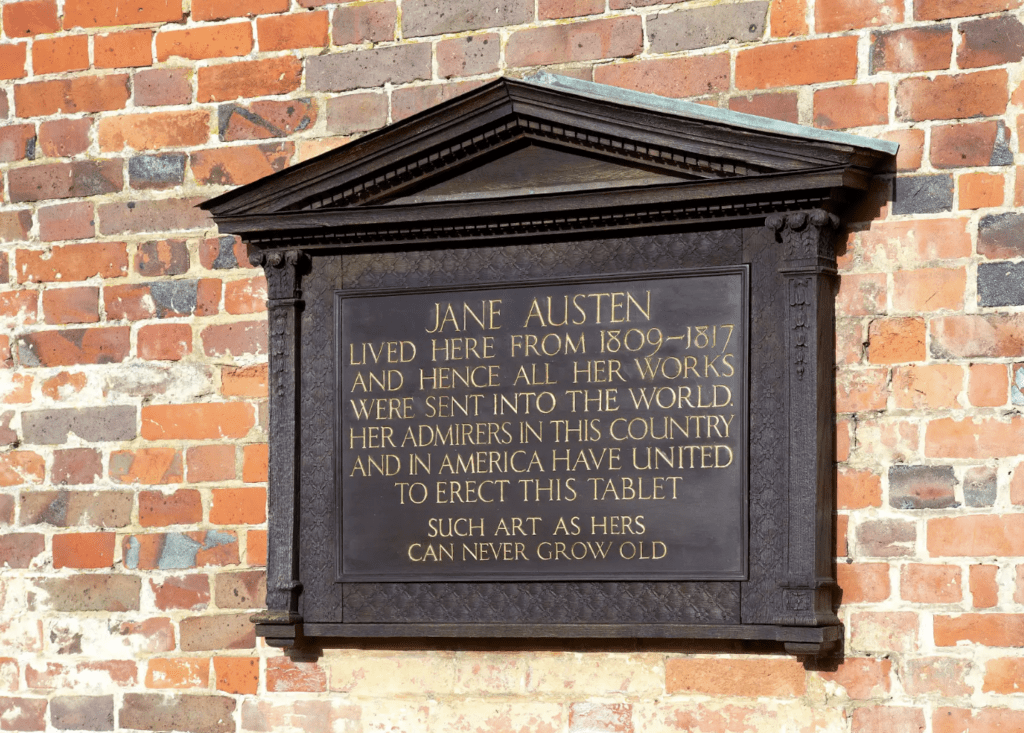 JANE AUSTEN
LIVED HERE FROM 1809–1817
AND HENCE ALL HER WORKS
WERE SENT INTO THE WORLD.
HER ADMIRERS IN THIS COUNTRY
AND IN AMERICA HAVE UNITED
TO ERECT THIS TABLET
SUCH ART AS HERS
CAN NEVER GROW OLD